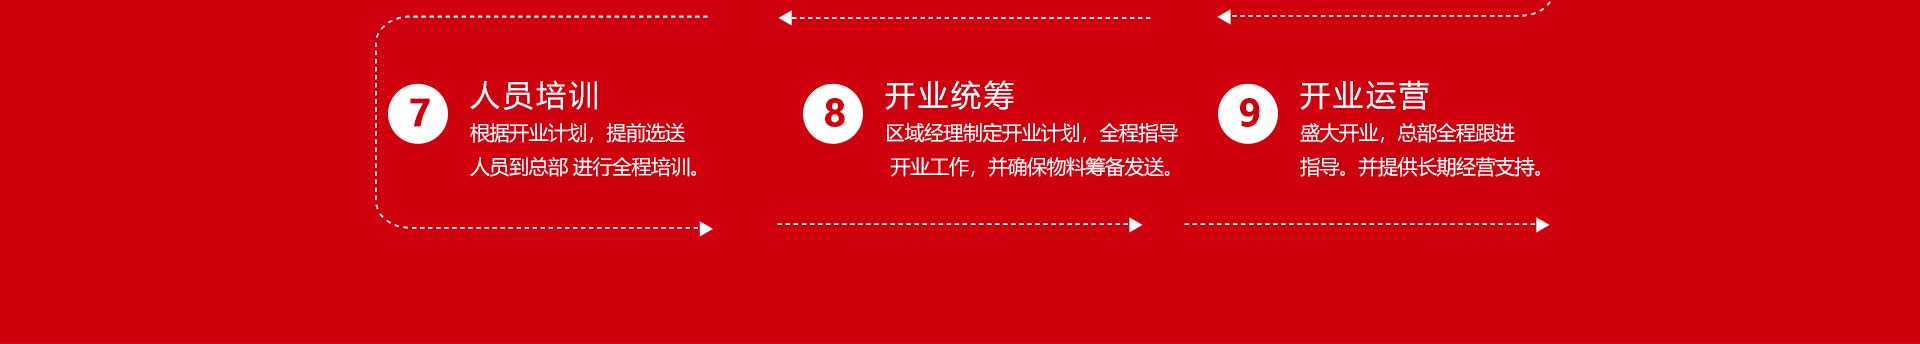 7
人员培训
根据开业计划，提前选送
人员到总部 进行全程培训。
8
开业统筹
区域经理制定开业计划，全程指导
开业工作，并确保物料筹备发送。
9
开业运营
盛大开业，总部全程跟进
指导。并提供长期经营支持。